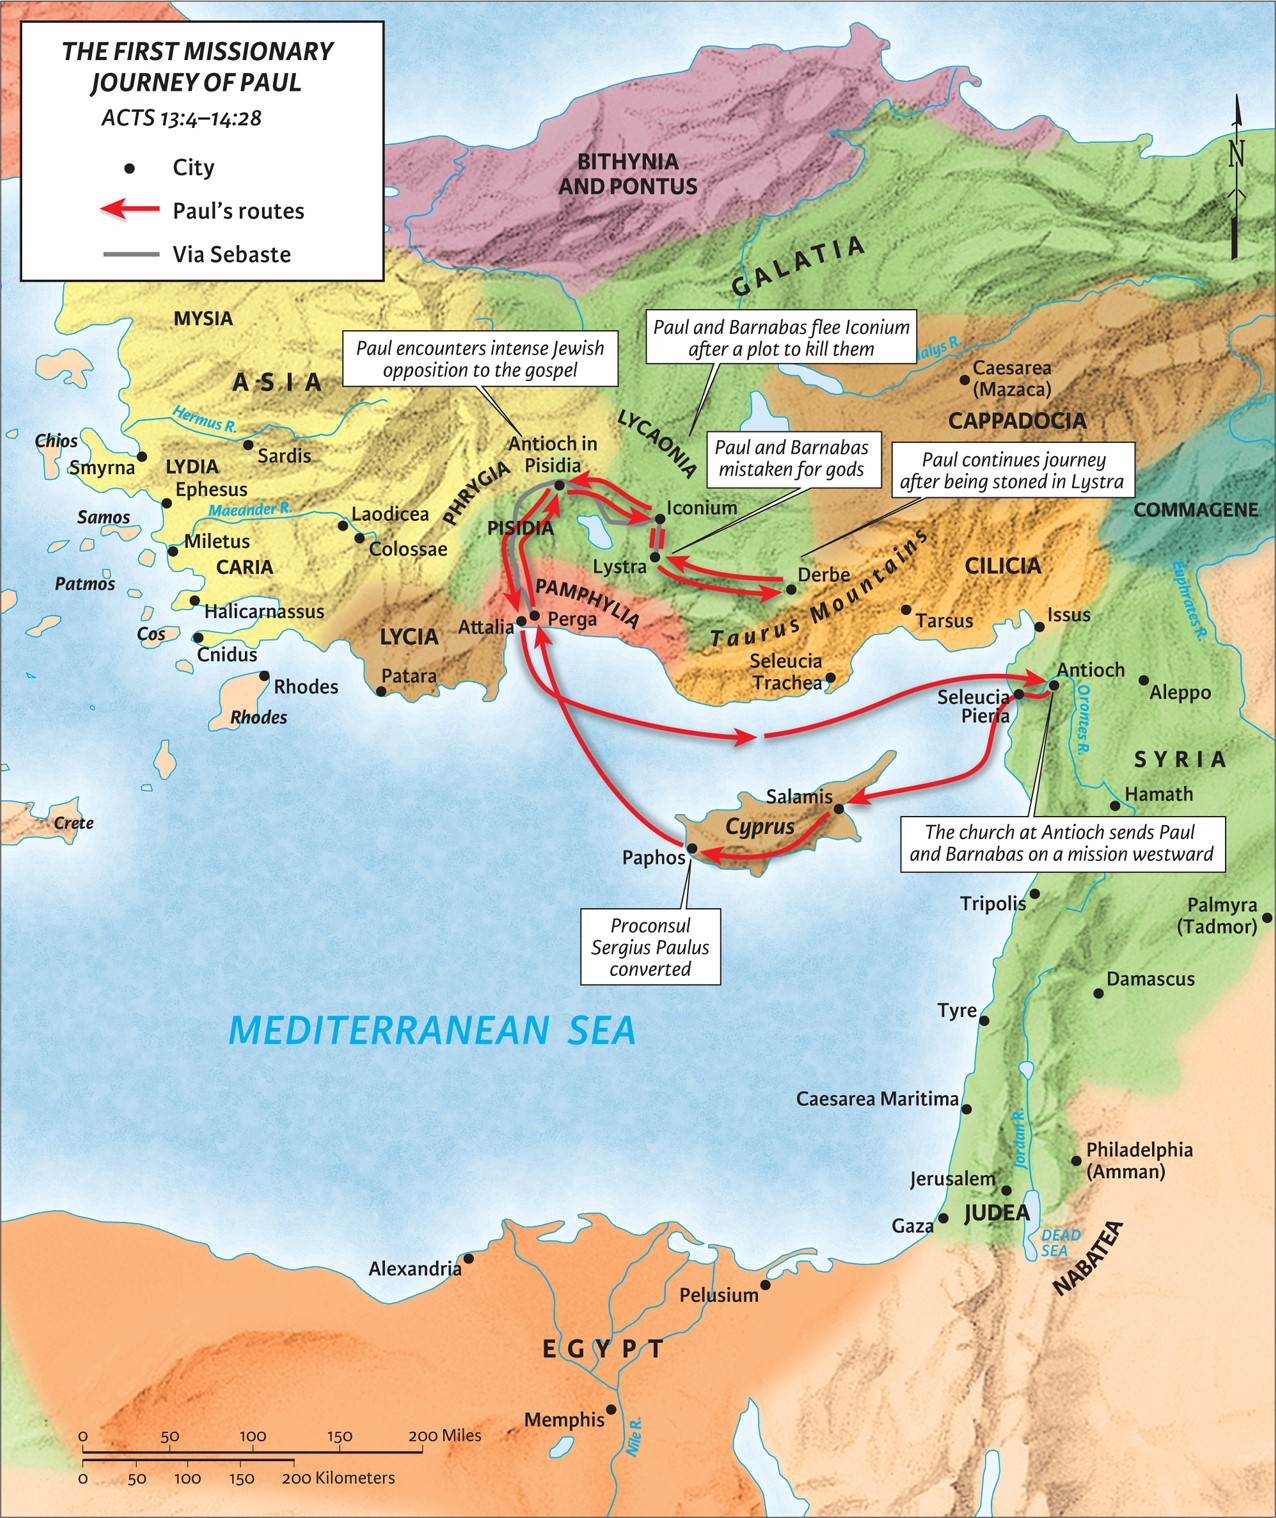 THE FIRST MISSIONARY
JOURNEY OF PAUL
ACTS 13:4–14:28
City
Paul's routes
Via Sebaste
N
BITHYNIA
AND PONTUS
GALATIA
MYSIA
ASIA
Paul encounters intense Jewish
opposition to the gospel
Paul and Barnabas flee Iconium
after a plot to kill them
Caesarea
(Mazaca)
CAPPADOCIA
Hermus R.
Chios
Smyrna
LYDIA
Sardis
Ephesus
Maeander R.
Samos
Laodicea
Miletus
Colossae
CARIA
Patmos
Halicarnassus
Cos
Cnidus
Rhodes
Rhodes
Crete
PHRYGIA
Antioch in
Pisidia
PISIDIA
LYCAONIA
Paul and Barnabas
mistaken for gods
Paul continues journey
after being stoned in Lystra
COMMAGENE
Iconium
Lystra
Derbe
PAMPHYLIA
Attalia
Perga
LYCIA
Patara
Taurus Mountains
CILICIA
Tarsus
Issus
Seleucia
Trachea
Euphrates R.
Antioch
Aleppo
Seleucia
Pieria
Orontes R.
SYRIA
Hamath
Salamis
Cyprus
Paphos
The church at Antioch sends Paul
and Barnabas on a mission westward
Proconsul
Sergius Paulus
converted
Tripolis
Palmyra
(Tadmor)
Damascus
Tyre
MEDITERRANEAN SEA
Caesarea Maritima
Jordan R.
Philadelphia
(Amman)
Jerusalem
JUDEA
Gaza
DEAD
SEA
NABATEA
Alexandria
Pelusium
EGYPT
Memphis
Nile R.
0 50 100 150 200 Miles
0 50 100 150 200 Kilometers